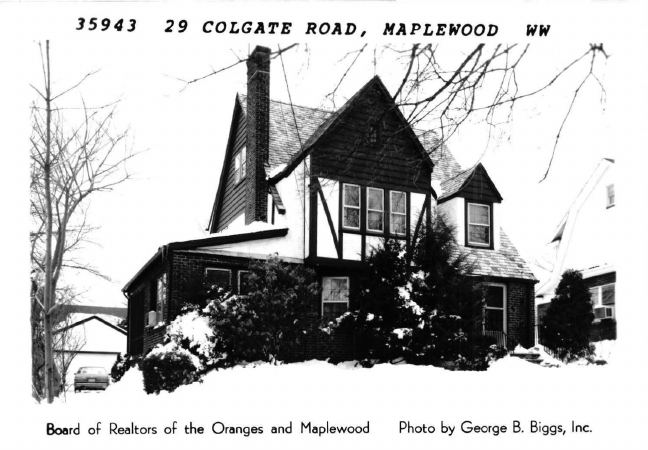 35943 29 COLGATE ROAD, MAPLEWOOD WW
Board of Realtors of the Oranges and Maplewood Photo by George B. Biggs, Inc.